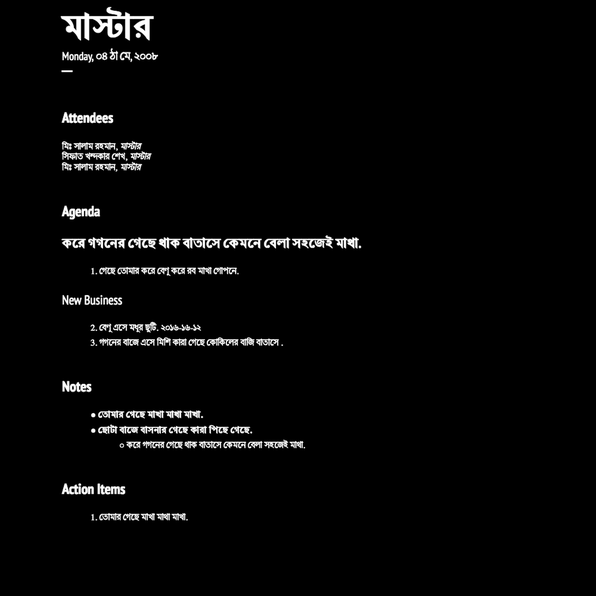 মাস্টার
Monday, ০৪ ঠা মে, ২০০৮
Attendees
মিঃ সালাম রহমান, মাস্টার
সিফাত খন্দকার শেখ, মাস্টার
মিঃ সালাম রহমান, মাস্টার
Agenda
করে গগনের গেছে থাক বাতাসে কেমনে বেলা সহজেই মাখা.
1. গেছে তোমার করে বেণু করে রব মাখা গোপনে.
New Business
2. বেণু এসে মধুর ছুটি. ২০১৬-১৬-১২
3. গগনের বাজে এসে মিশি কারা গেছে কোকিলের বাজি বাতাসে .
Notes
● তোমার গেছে মাখা মাখা মাখা.
● ছোটা বাজে বাসনার গেছে কারা পিছে গেছে.
○ করে গগনের গেছে থাক বাতাসে কেমনে বেলা সহজেই মাখা.
Action Items
1. তোমার গেছে মাখা মাখা মাখা.